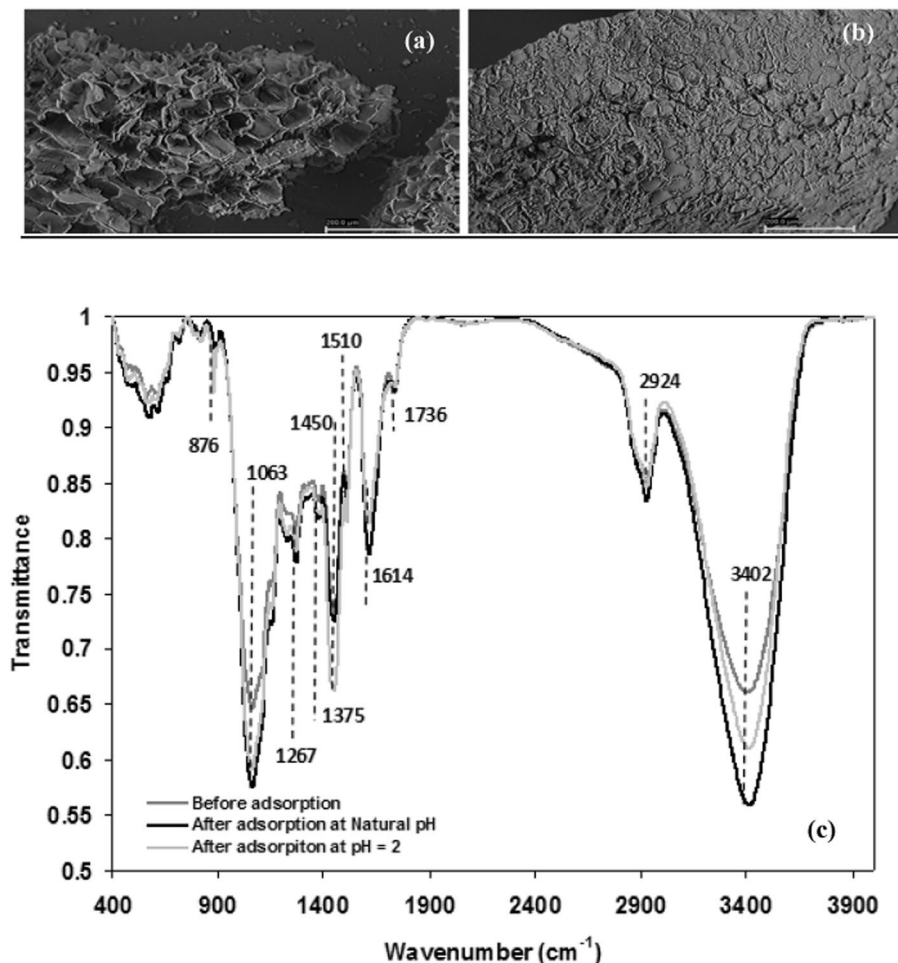 (a)
(b)
200.0 µm
200.0 µm
1
0.95
0.9
0.85
0.8
0.75
0.7
0.65
0.6
0.55
0.5
Transmittance
876
1063
1267
1375
1450
1510
1614
1736
2924
3402
Before adsorption
After adsorption at Natural pH
After adsorpiton at pH = 2
(c)
400
900
1400
1900
2400
2900
3400
3900
Wavenumber (cm⁻¹)